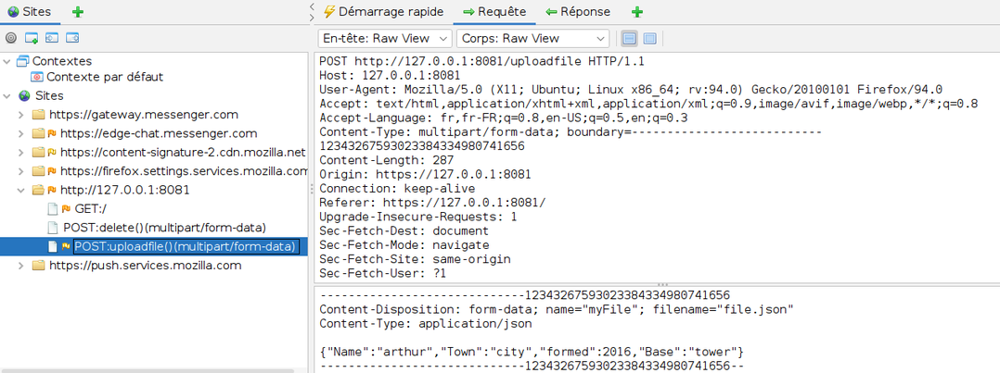 Sites
Contextes
Contexte par défaut
Sites
https://gateway.messenger.com
https://edge-chat.messenger.com
https://content-signature-2.cdn.mozilla.net
https://firefox.settings.services.mozilla.com
http://127.0.0.1:8081
GET:/
POST:delete()(multipart/form-data)
POST:uploadfile()(multipart/form-data)
https://push.services.mozilla.com
Démarrage rapide Requête Réponse
En-tête: Raw View Corps: Raw View
POST http://127.0.0.1:8081/uploadfile HTTP/1.1
Host: 127.0.0.1:8081
User-Agent: Mozilla/5.0 (X11; Ubuntu; Linux x86_64; rv:94.0) Gecko/20100101 Firefox/94.0
Accept: text/html,application/xhtml+xml,application/xml;q=0.9,image/avif,image/webp,*/*;q=0.8
Accept-Language: fr,fr-FR;q=0.8,en-US;q=0.5,en;q=0.3
Content-Type: multipart/form-data; boundary=---------------------------
123432675930233843349807416​56
Content-Length: 287
Origin: https://127.0.0.1:8081
Connection: keep-alive
Referer: https://127.0.0.1:8081/
Upgrade-Insecure-Requests: 1
Sec-Fetch-Dest: document
Sec-Fetch-Mode: navigate
Sec-Fetch-Site: same-origin
Sec-Fetch-User: ?1
-----------------------------12343267593023384334980741656
Content-Disposition: form-data; name="myFile"; filename="file.json"
Content-Type: application/json
{"Name":"arthur","Town":"city","formed":2016,"Base":"tower"}
-----------------------------12343267593023384334980741656--